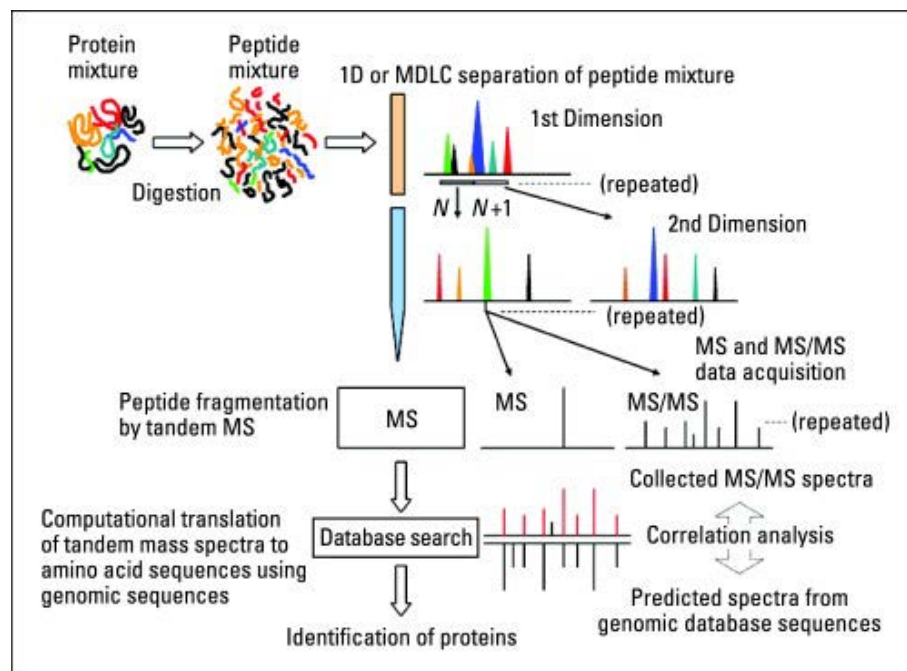 Protein
mixture
Peptide
mixture
1D or MDLC separation of peptide mixture
1st Dimension
Digestion
(repeated)
N
N+1
2nd Dimension
(repeated)
MS and MS/MS
data acquisition
Peptide fragmentation
by tandem MS
MS
MS
MS/MS
(repeated)
Collected MS/MS spectra
Computational translation
of tandem mass spectra to
amino acid sequences using
genomic sequences
Database search
Correlation analysis
Predicted spectra from
genomic database sequences
Identification of proteins